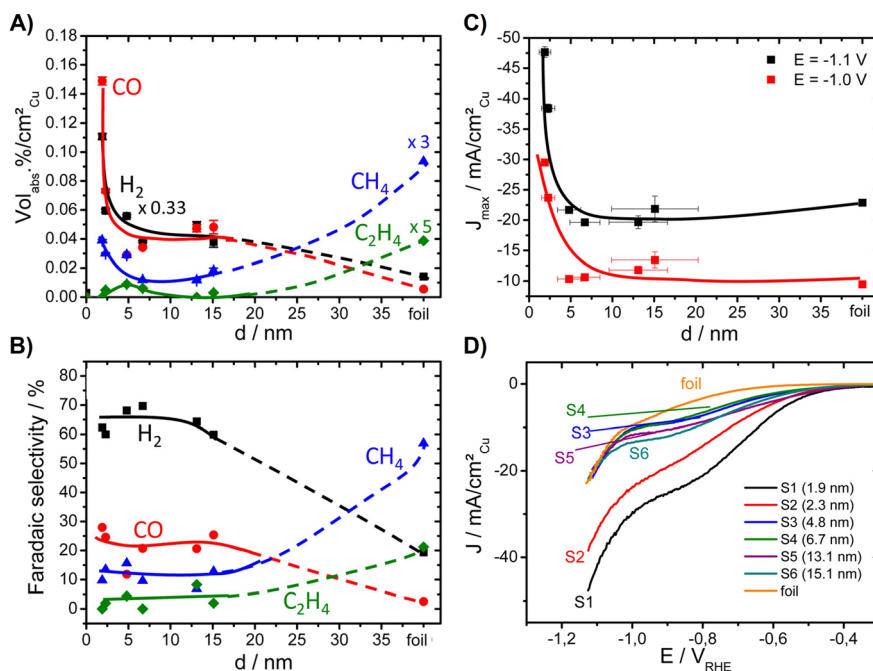 A)
0.18
0.16
0.14
0.12
0.10
0.08
0.06
0.04
0.02
0.00
Vol_abs.%/cm²_Cu
CO
H₂
x 0.33
x 3
CH₄
C₂H₄
x 5
0 5 10 15 20 25 30 35 foil
d / nm
C)
-50
-45
-40
-35
-30
-25
-20
-15
-10
J_max / mA/cm²_Cu
E = -1.1 V
E = -1.0 V
0 5 10 15 20 25 30 35 foil
d / nm
B)
80
70
60
50
40
30
20
10
0
Faradaic selectivity / %
H₂
CH₄
CO
C₂H₄
0 5 10 15 20 25 30 35 foil
d / nm
D)
0
-20
-40
J / mA/cm²_Cu
foil
S4
S3
S5
S6
S2
S1
S1 (1.9 nm)
S2 (2.3 nm)
S3 (4.8 nm)
S4 (6.7 nm)
S5 (13.1 nm)
S6 (15.1 nm)
foil
-1,2 -1,0 -0,8 -0,6 -0,4
E / V_RHE